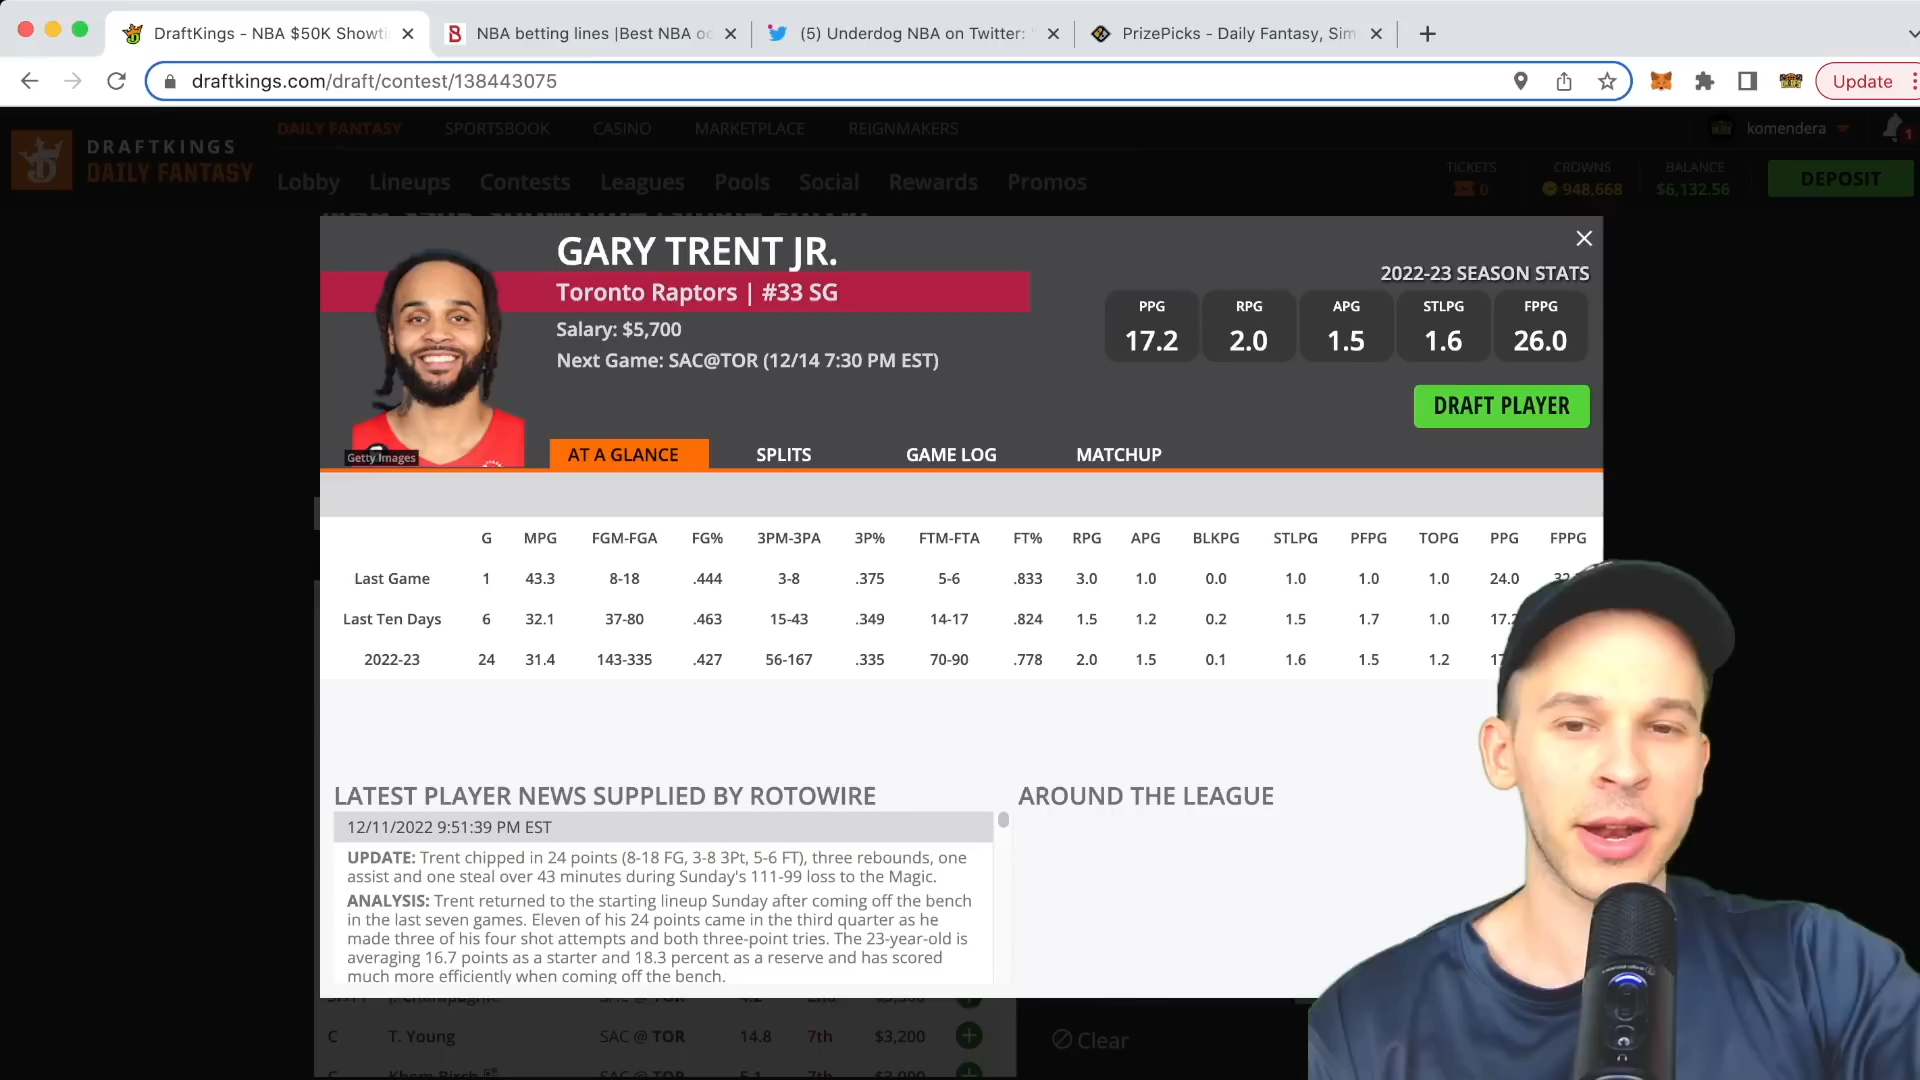 DraftKings - NBA $50K Showti
NBA betting lines |Best NBA o
(5) Underdog NBA on Twitter: "
PrizePicks - Daily Fantasy, Sim
draftkings.com/draft/contest/138443075
Update
DRAFTKINGS
DAILY FANTASY
DAILY FANTASY SPORTSBOOK CASINO MARKETPLACE REIGNMAKERS
komendera
1
Lobby Lineups Contests Leagues Pools Social Rewards Promos
TICKETS
0
CROWNS
948,668
BALANCE
$6,132.56
DEPOSIT
GARY TRENT JR.
Toronto Raptors | #33 SG
Salary: $5,700
Next Game: SAC@TOR (12/14 7:30 PM EST)
2022-23 SEASON STATS
PPG RPG APG STLPG FPPG
17.2 2.0 1.5 1.6 26.0
DRAFT PLAYER
Getty Images
AT A GLANCE SPLITS GAME LOG MATCHUP
G MPG FGM-FGA FG% 3PM-3PA 3P% FTM-FTA FT% RPG APG BLKPG STLPG PFPG TOPG PPG FPPG
Last Game 1 43.3 8-18 .444 3-8 .375 5-6 .833 3.0 1.0 0.0 1.0 1.0 1.0 24.0
Last Ten Days 6 32.1 37-80 .463 15-43 .349 14-17 .824 1.5 1.2 0.2 1.5 1.7 1.0 17.2
2022-23 24 31.4 143-335 .427 56-167 .335 70-90 .778 2.0 1.5 0.1 1.6 1.5 1.2
LATEST PLAYER NEWS SUPPLIED BY ROTOWIRE
AROUND THE LEAGUE
12/11/2022 9:51:39 PM EST
UPDATE: Trent chipped in 24 points (8-18 FG, 3-8 3Pt, 5-6 FT), three rebounds, one
assist and one steal over 43 minutes during Sunday's 111-99 loss to the Magic.
ANALYSIS: Trent returned to the starting lineup Sunday after coming off the bench
in the last seven games. Eleven of his 24 points came in the third quarter as he
made three of his four shot attempts and both three-point tries. The 23-year-old is
averaging 16.7 points as a starter and 18.3 percent as a reserve and has scored
much more efficiently when coming off the bench.
C T. Young SAC @ TOR 14.8 7th $3,200
Clear